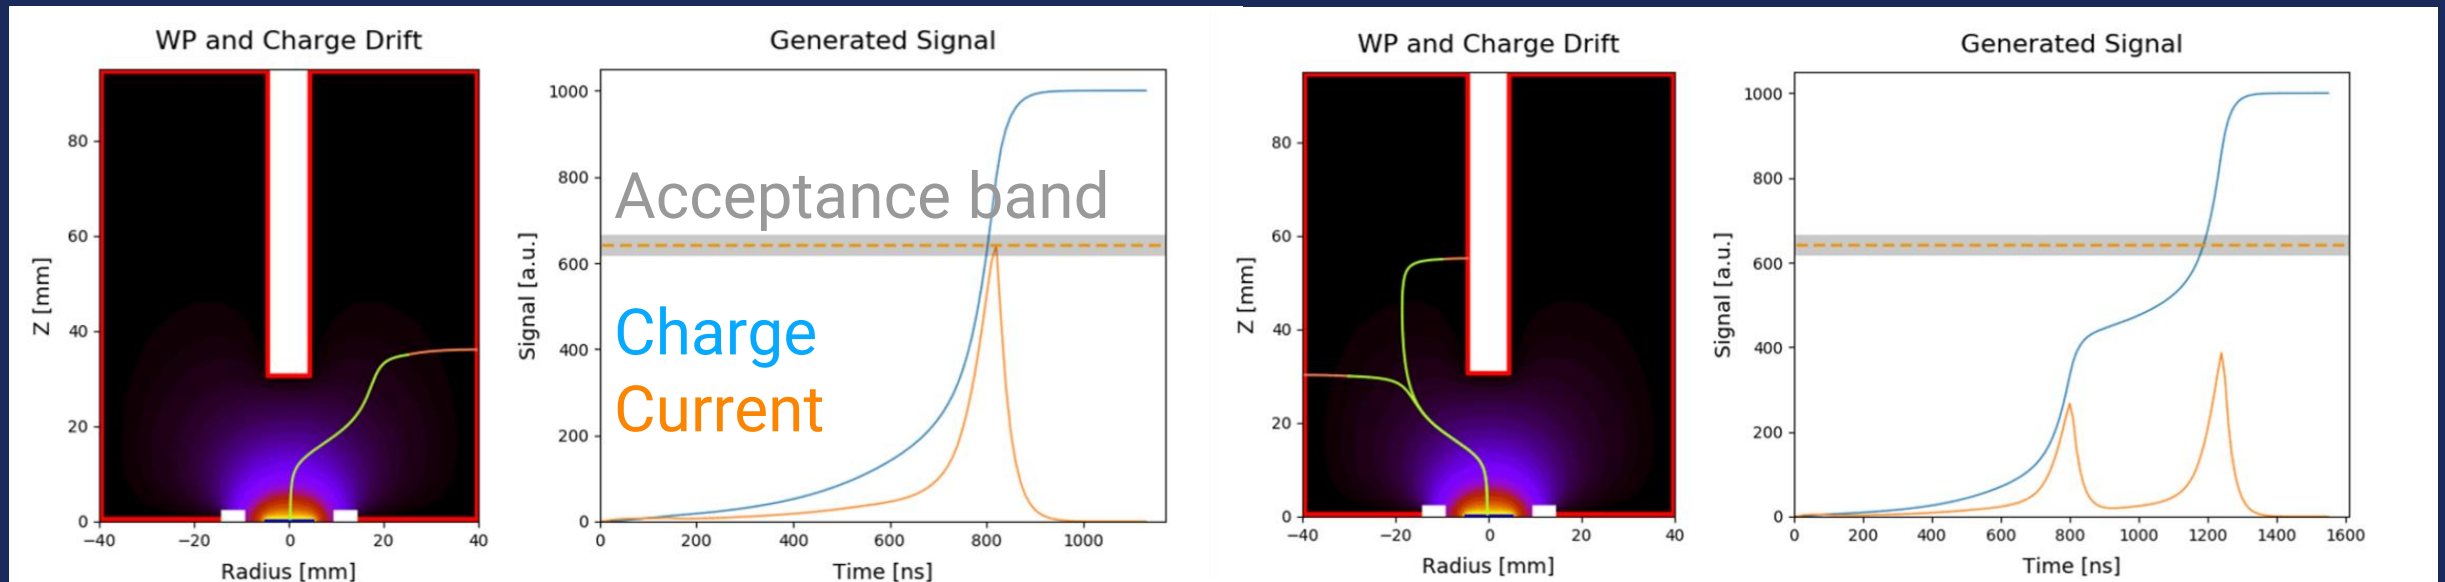 WP and Charge Drift
Z [mm]
80
60
40
20
0
−40 −20 0 20 40
Radius [mm]
Generated Signal
Signal [a.u.]
1000
800
600
400
200
0
Acceptance band
Charge
Current
0 200 400 600 800 1000
Time [ns]
WP and Charge Drift
Z [mm]
80
60
40
20
0
−40 −20 0 20 40
Radius [mm]
Generated Signal
Signal [a.u.]
1000
800
600
400
200
0
0 200 400 600 800 1000 1200 1400 1600
Time [ns]